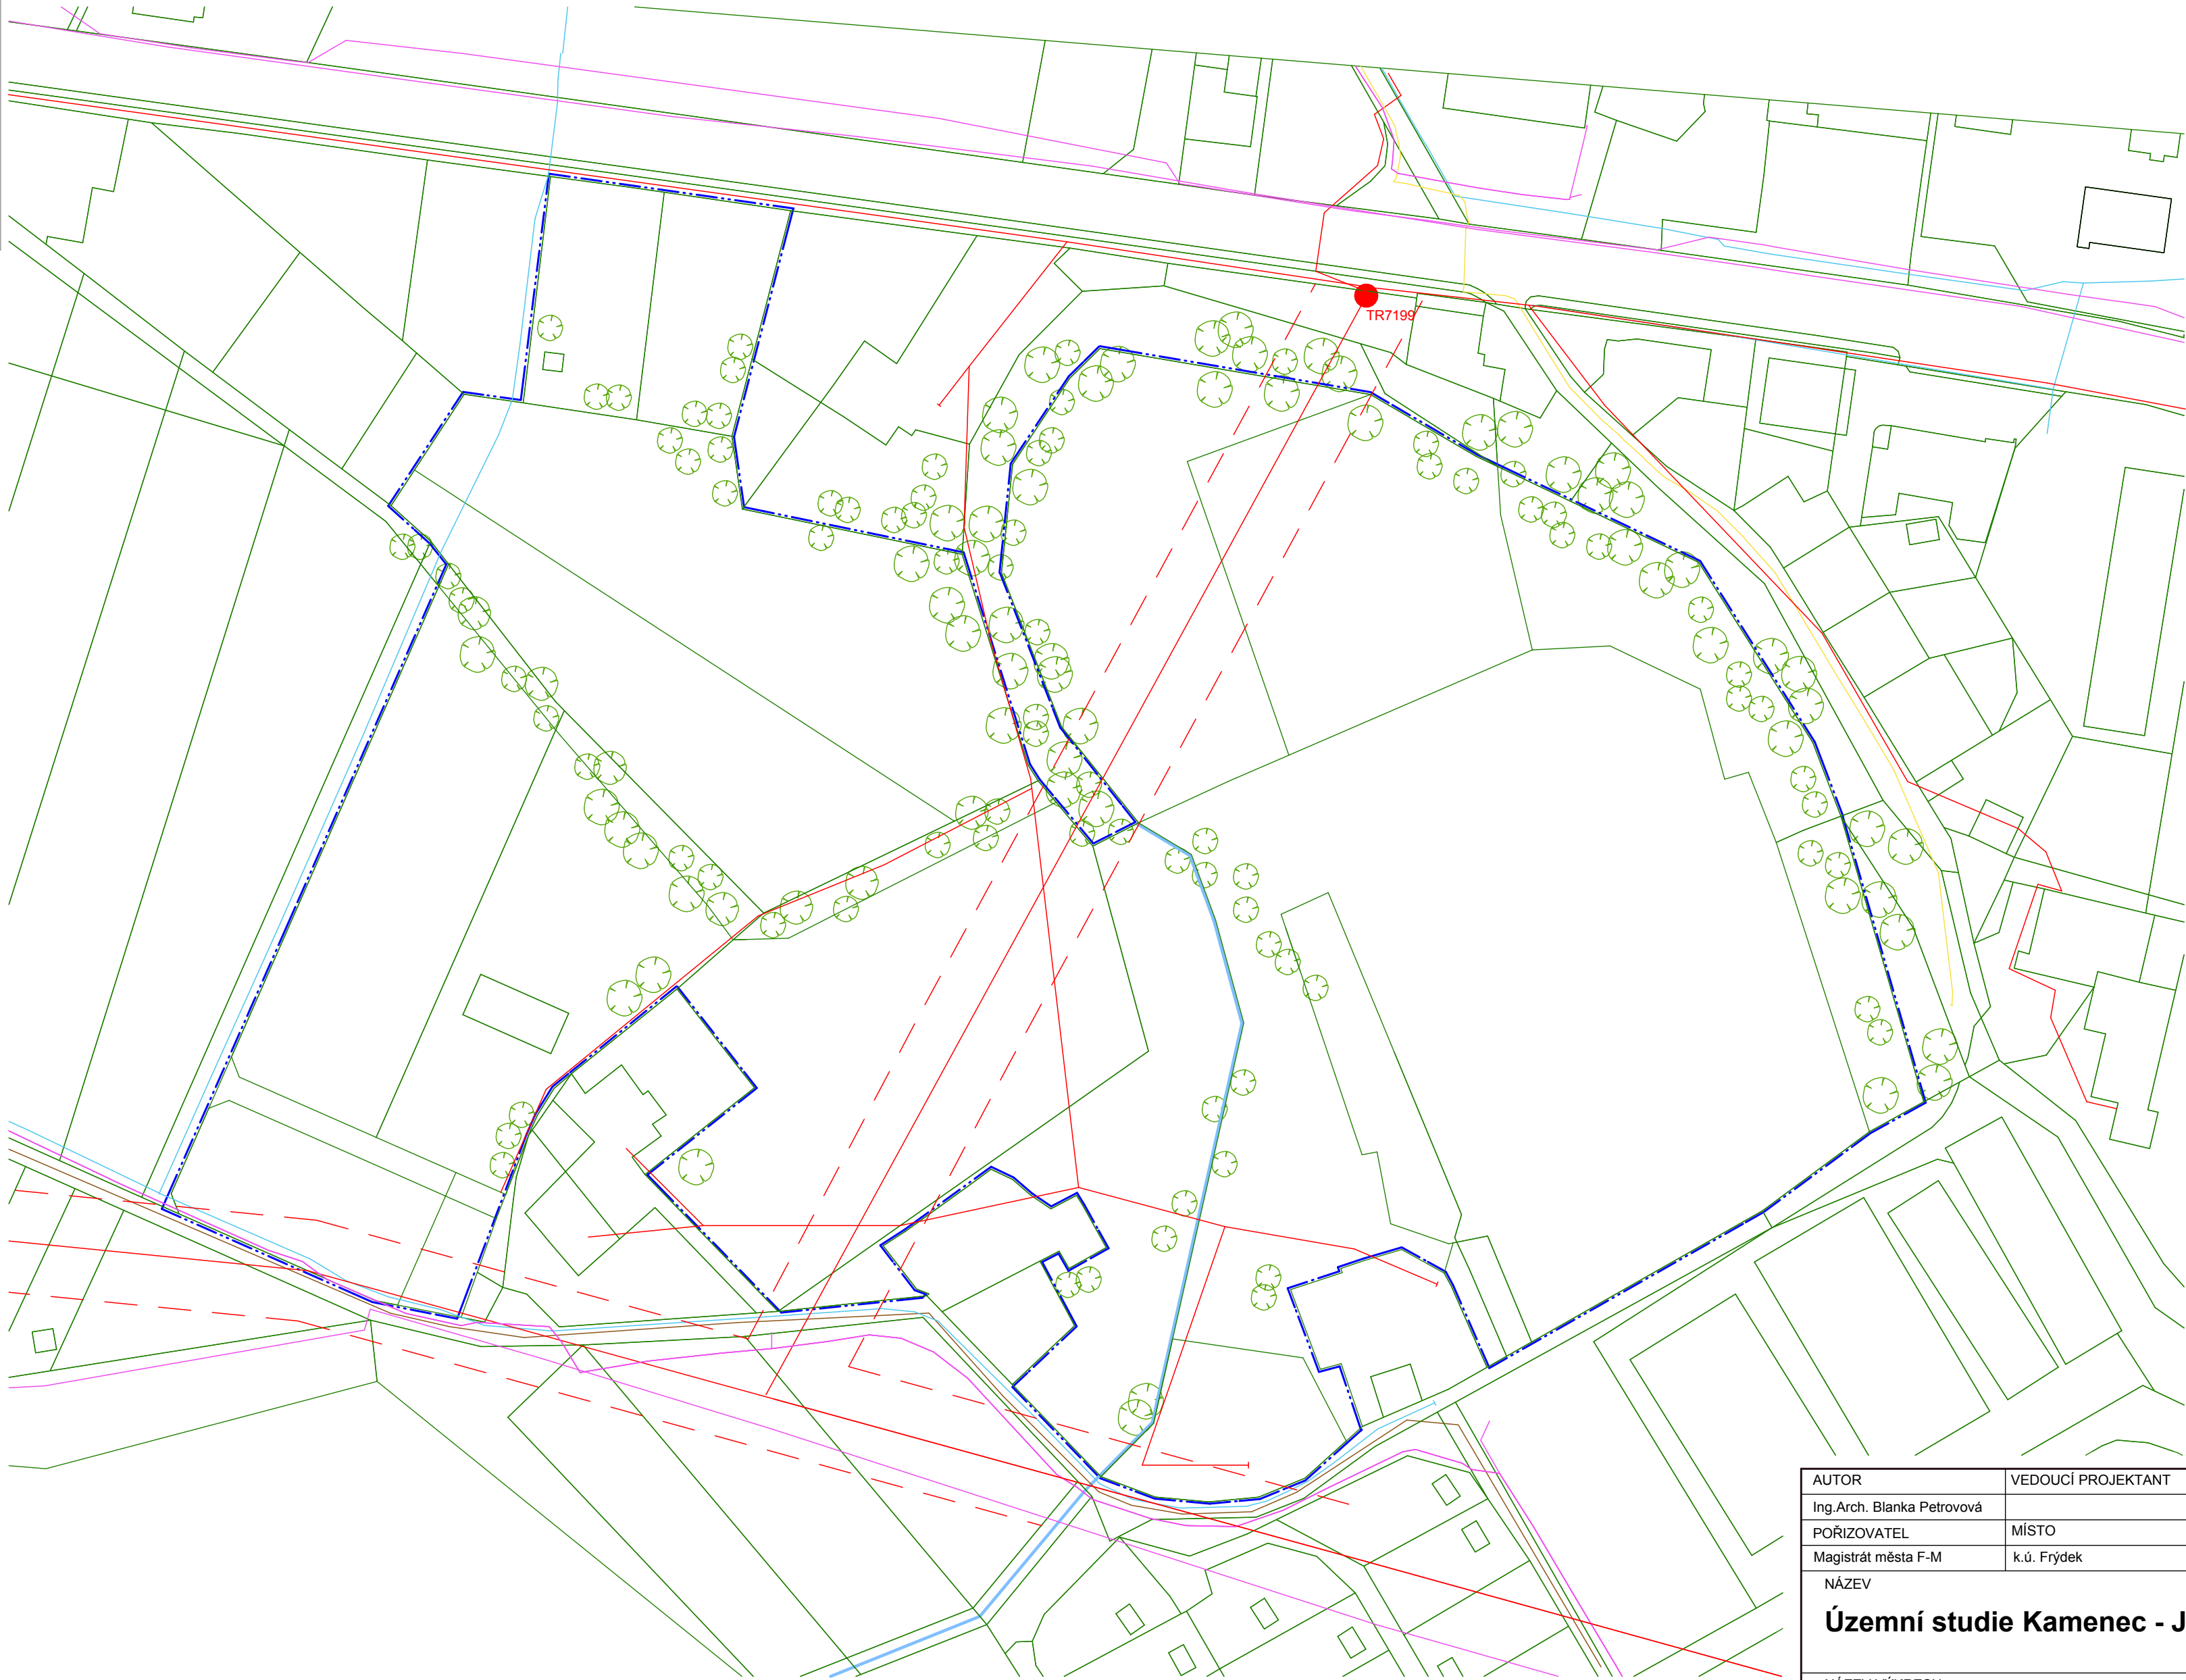 TR7199
AUTOR
VEDOUCÍ PROJEKTANT
Ing.Arch. Blanka Petrovová
POŘIZOVATEL
MÍSTO
Magistrát města F-M
k.ú. Frýdek
NÁZEV
Územní studie Kamenec - J